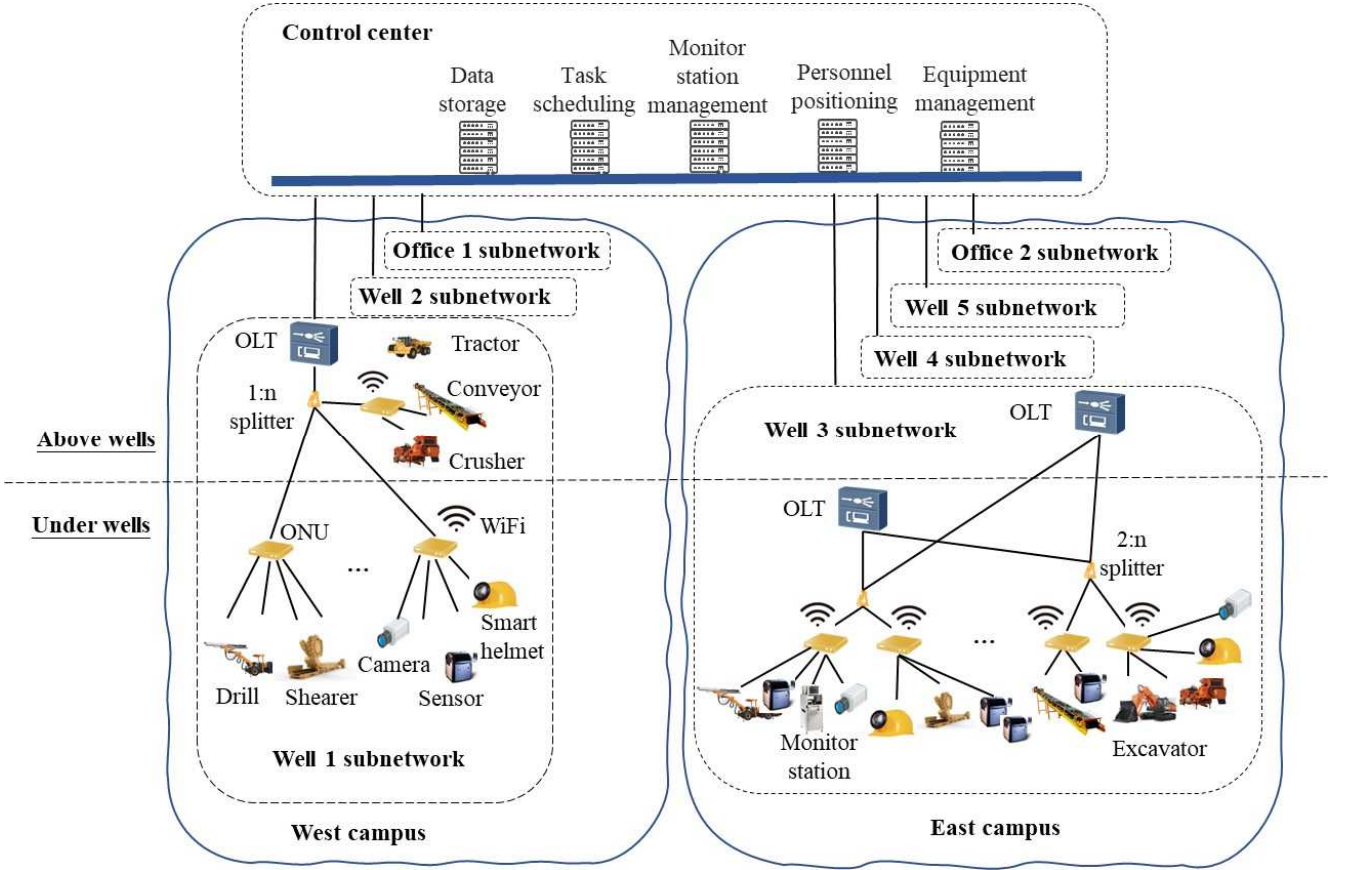 Control center
Data
storage
Task
scheduling
Monitor
station
management
Personnel
positioning
Equipment
management
Office 1 subnetwork
Well 2 subnetwork
OLT
Tractor
1:n
splitter
Conveyor
Crusher
Above wells
Under wells
ONU
...
WiFi
Smart
helmet
Camera
Sensor
Drill
Shearer
Well 1 subnetwork
West campus
Office 2 subnetwork
Well 5 subnetwork
Well 4 subnetwork
OLT
Well 3 subnetwork
OLT
2:n
splitter
...
Monitor
station
Excavator
East campus